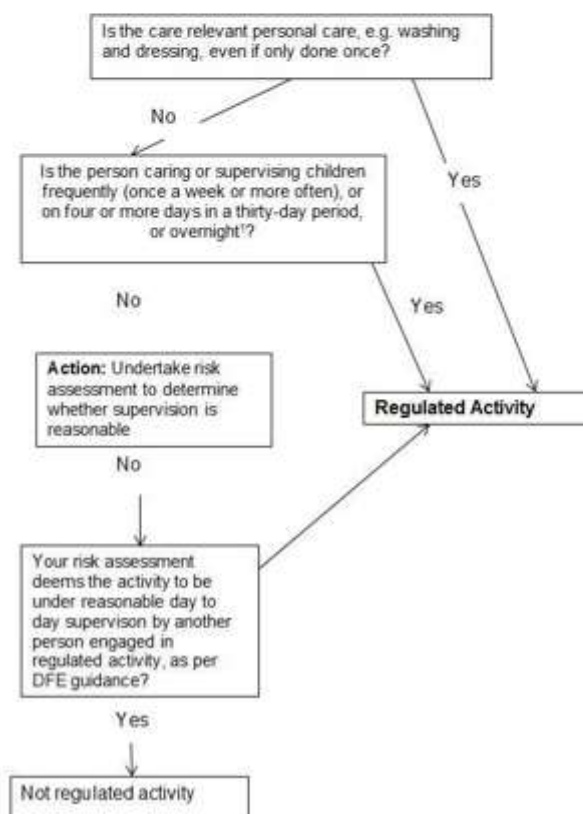 Is the care relevant personal care, e.g. washing
and dressing, even if only done once?
No
Yes
Is the person caring or supervising children
frequently (once a week or more often), or
on four or more days in a thirty-day period,
or overnight¹?
No
Yes
Action: Undertake risk
assessment to determine
whether supervision is
reasonable
Regulated Activity
No
Your risk assessment
deems the activity to be
under reasonable day to
day supervison by another
person engaged in
regulated activity, as per
DFE guidance?
Yes
Not regulated activity